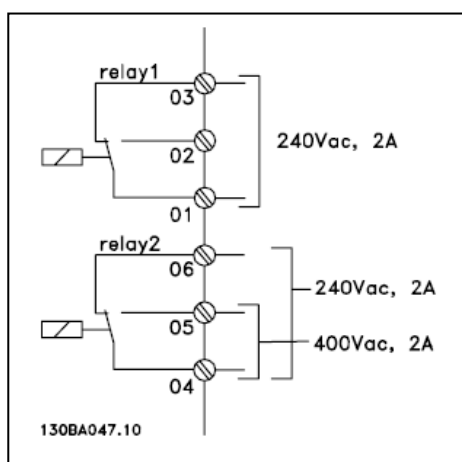 relay1
03
02
240Vac, 2A
01
relay2
06
240Vac, 2A
05
400Vac, 2A
04
130BA047.10